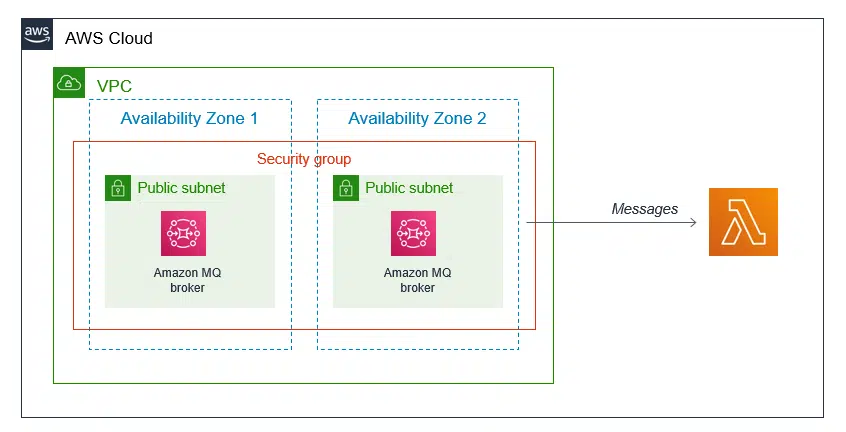 aws
AWS Cloud
VPC
Availability Zone 1
Availability Zone 2
Security group
Public subnet
Public subnet
Amazon MQ
broker
Amazon MQ
broker
Messages